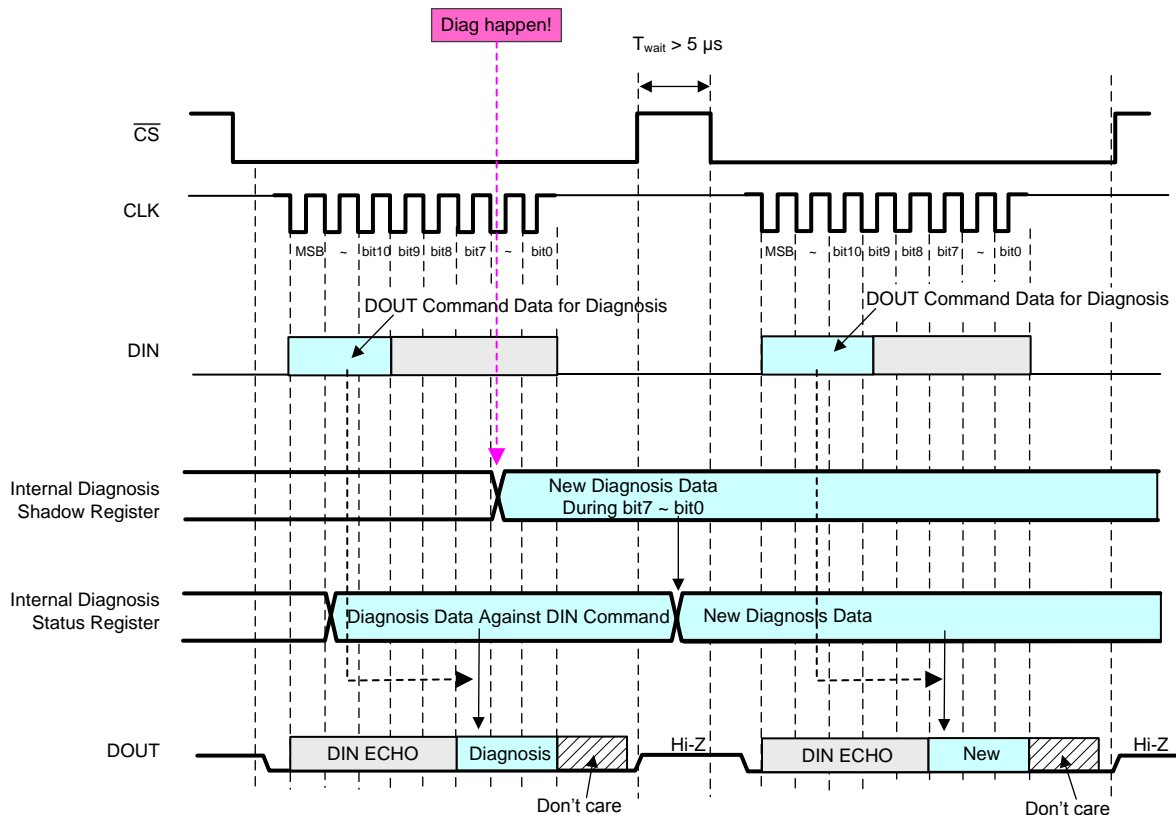 Diag happen!
Twait > 5 µs
CS
CLK
MSB ~ bit10 bit9 bit8 bit7 ~ bit0
MSB ~ bit10 bit9 bit8 bit7 ~ bit0
DOUT Command Data for Diagnosis
DOUT Command Data for Diagnosis
DIN
Internal Diagnosis
Shadow Register
New Diagnosis Data
During bit7 ~ bit0
Internal Diagnosis
Status Register
Diagnosis Data Against DIN Command
New Diagnosis Data
DOUT
DIN ECHO
Diagnosis
Hi-Z
DIN ECHO
New
Hi-Z
Don't care
Don't care